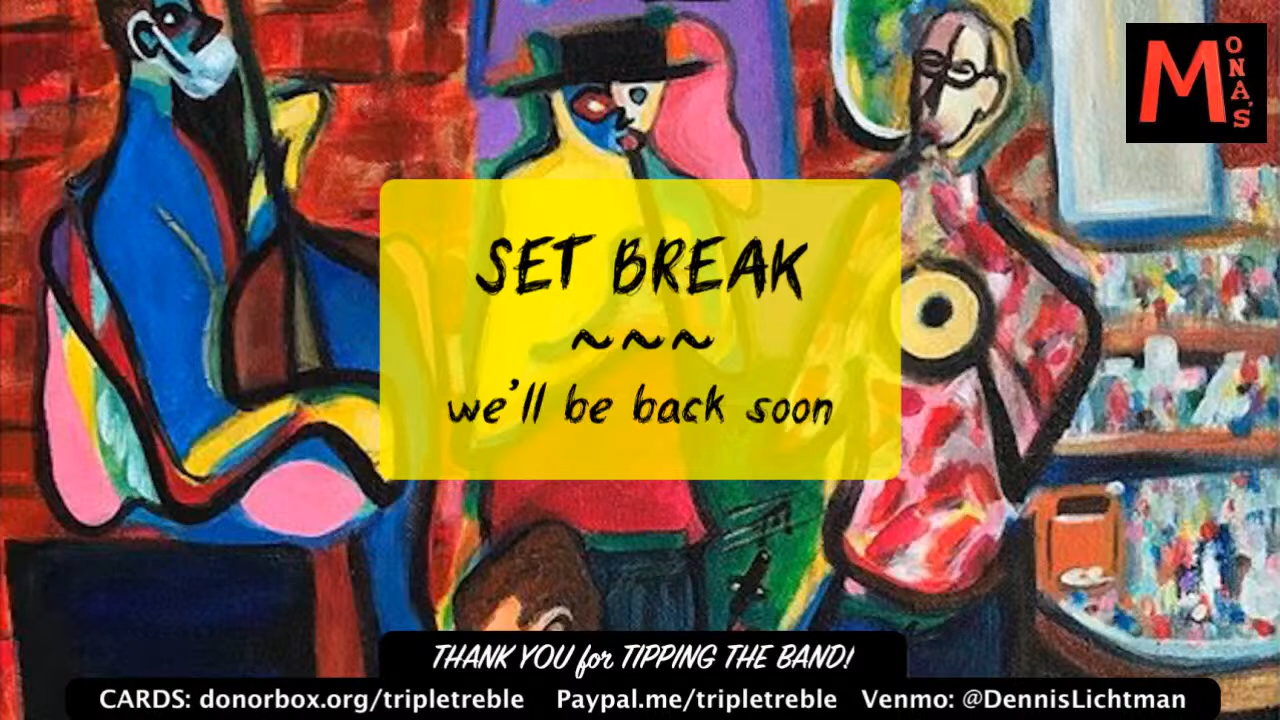 MONA'S
SET BREAK
~~~
we'll be back soon
THANK YOU for TIPPING THE BAND!
CARDS: donorbox.org/tripletreble Paypal.me/tripletreble Venmo: @DennisLichtman